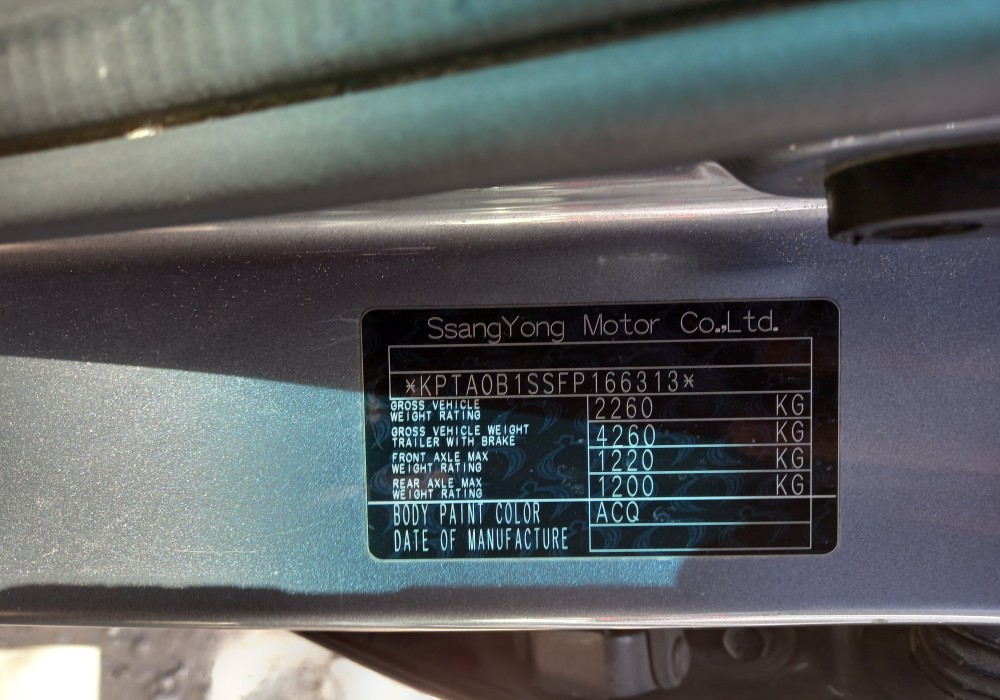 SsangYong Motor Co.,Ltd.
*KPTA0B1SSFP166313*
GROSS VEHICLE
WEIGHT RATING 2260 KG
GROSS VEHICLE WEIGHT
TRAILER WITH BRAKE 4260 KG
FRONT AXLE MAX
WEIGHT RATING 1220 KG
REAR AXLE MAX
WEIGHT RATING 1200 KG
BODY PAINT COLOR ACQ
DATE OF MANUFACTURE